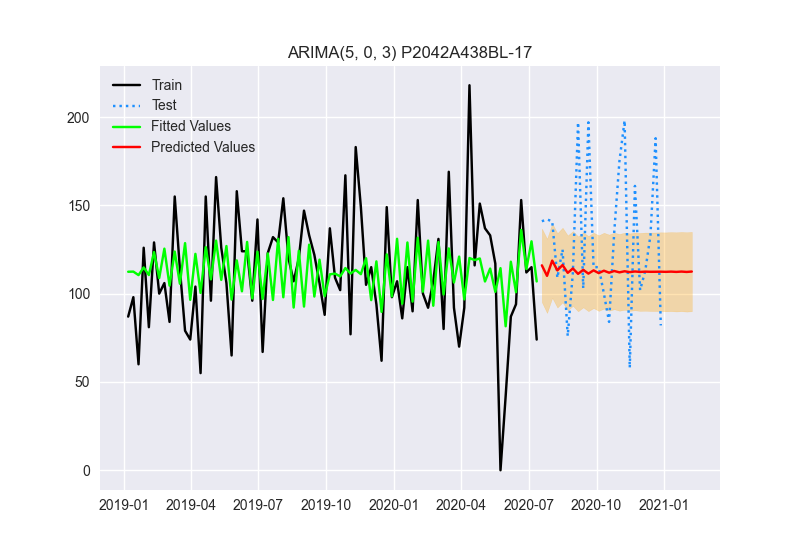 ARIMA(5, 0, 3) P2042A438BL-17
Train
Test
Fitted Values
Predicted Values
200
150
100
50
0
2019-01 2019-04 2019-07 2019-10 2020-01 2020-04 2020-07 2020-10 2021-01